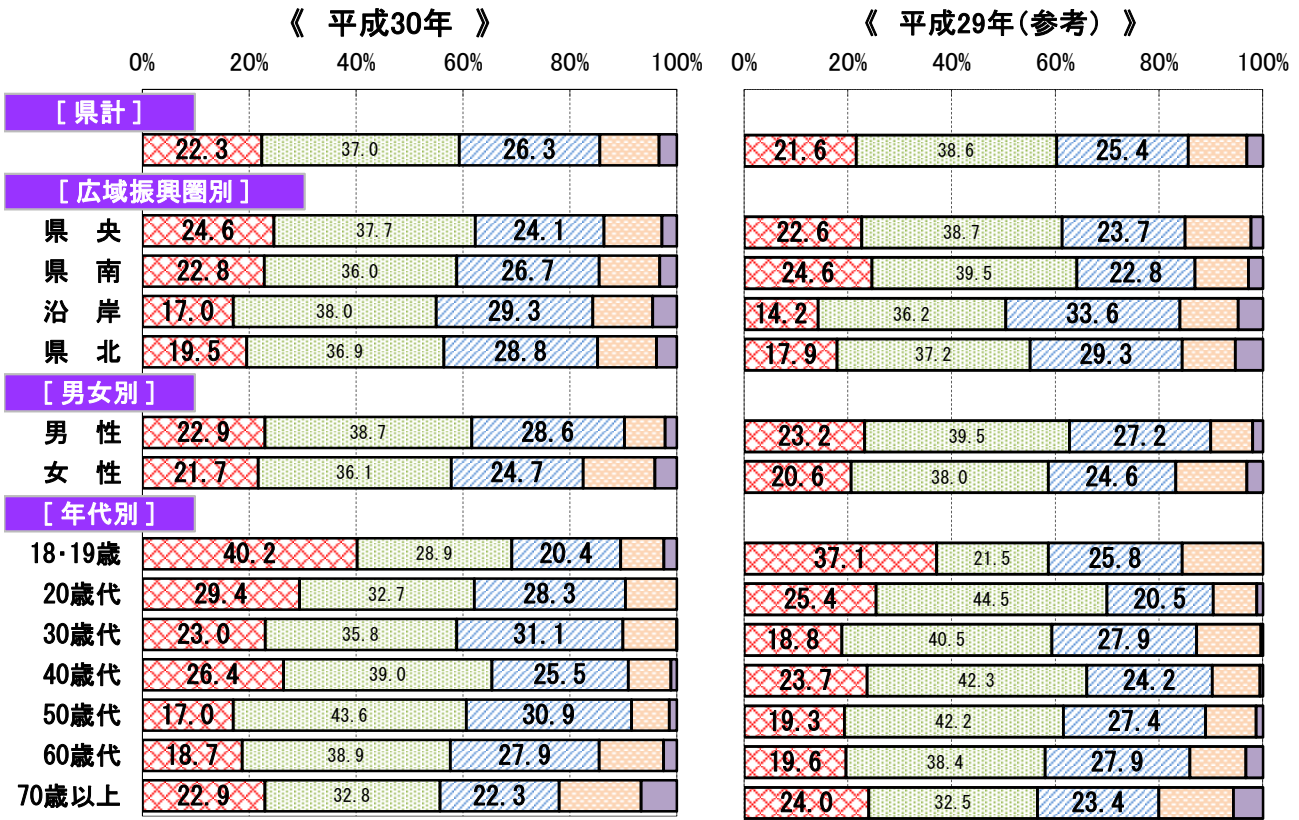 《 平成30年 》
《 平成29年(参考) 》
0% 20% 40% 60% 80% 100%
0% 20% 40% 60% 80% 100%
[ 県計 ]
22.3 37.0 26.3
21.6 38.6 25.4
[ 広域振興圏別 ]
県 央 24.6 37.7 24.1
22.6 38.7 23.7
県 南 22.8 36.0 26.7
24.6 39.5 22.8
沿 岸 17.0 38.0 29.3
14.2 36.2 33.6
県 北 19.5 36.9 28.8
17.9 37.2 29.3
[ 男女別 ]
男 性 22.9 38.7 28.6
23.2 39.5 27.2
女 性 21.7 36.1 24.7
20.6 38.0 24.6
[ 年代別 ]
18・19歳 40.2 28.9 20.4
37.1 21.5 25.8
20歳代 29.4 32.7 28.3
25.4 44.5 20.5
30歳代 23.0 35.8 31.1
18.8 40.5 27.9
40歳代 26.4 39.0 25.5
23.7 42.3 24.2
50歳代 17.0 43.6 30.9
19.3 42.2 27.4
60歳代 18.7 38.9 27.9
19.6 38.4 27.9
70歳以上 22.9 32.8 22.3
24.0 32.5 23.4